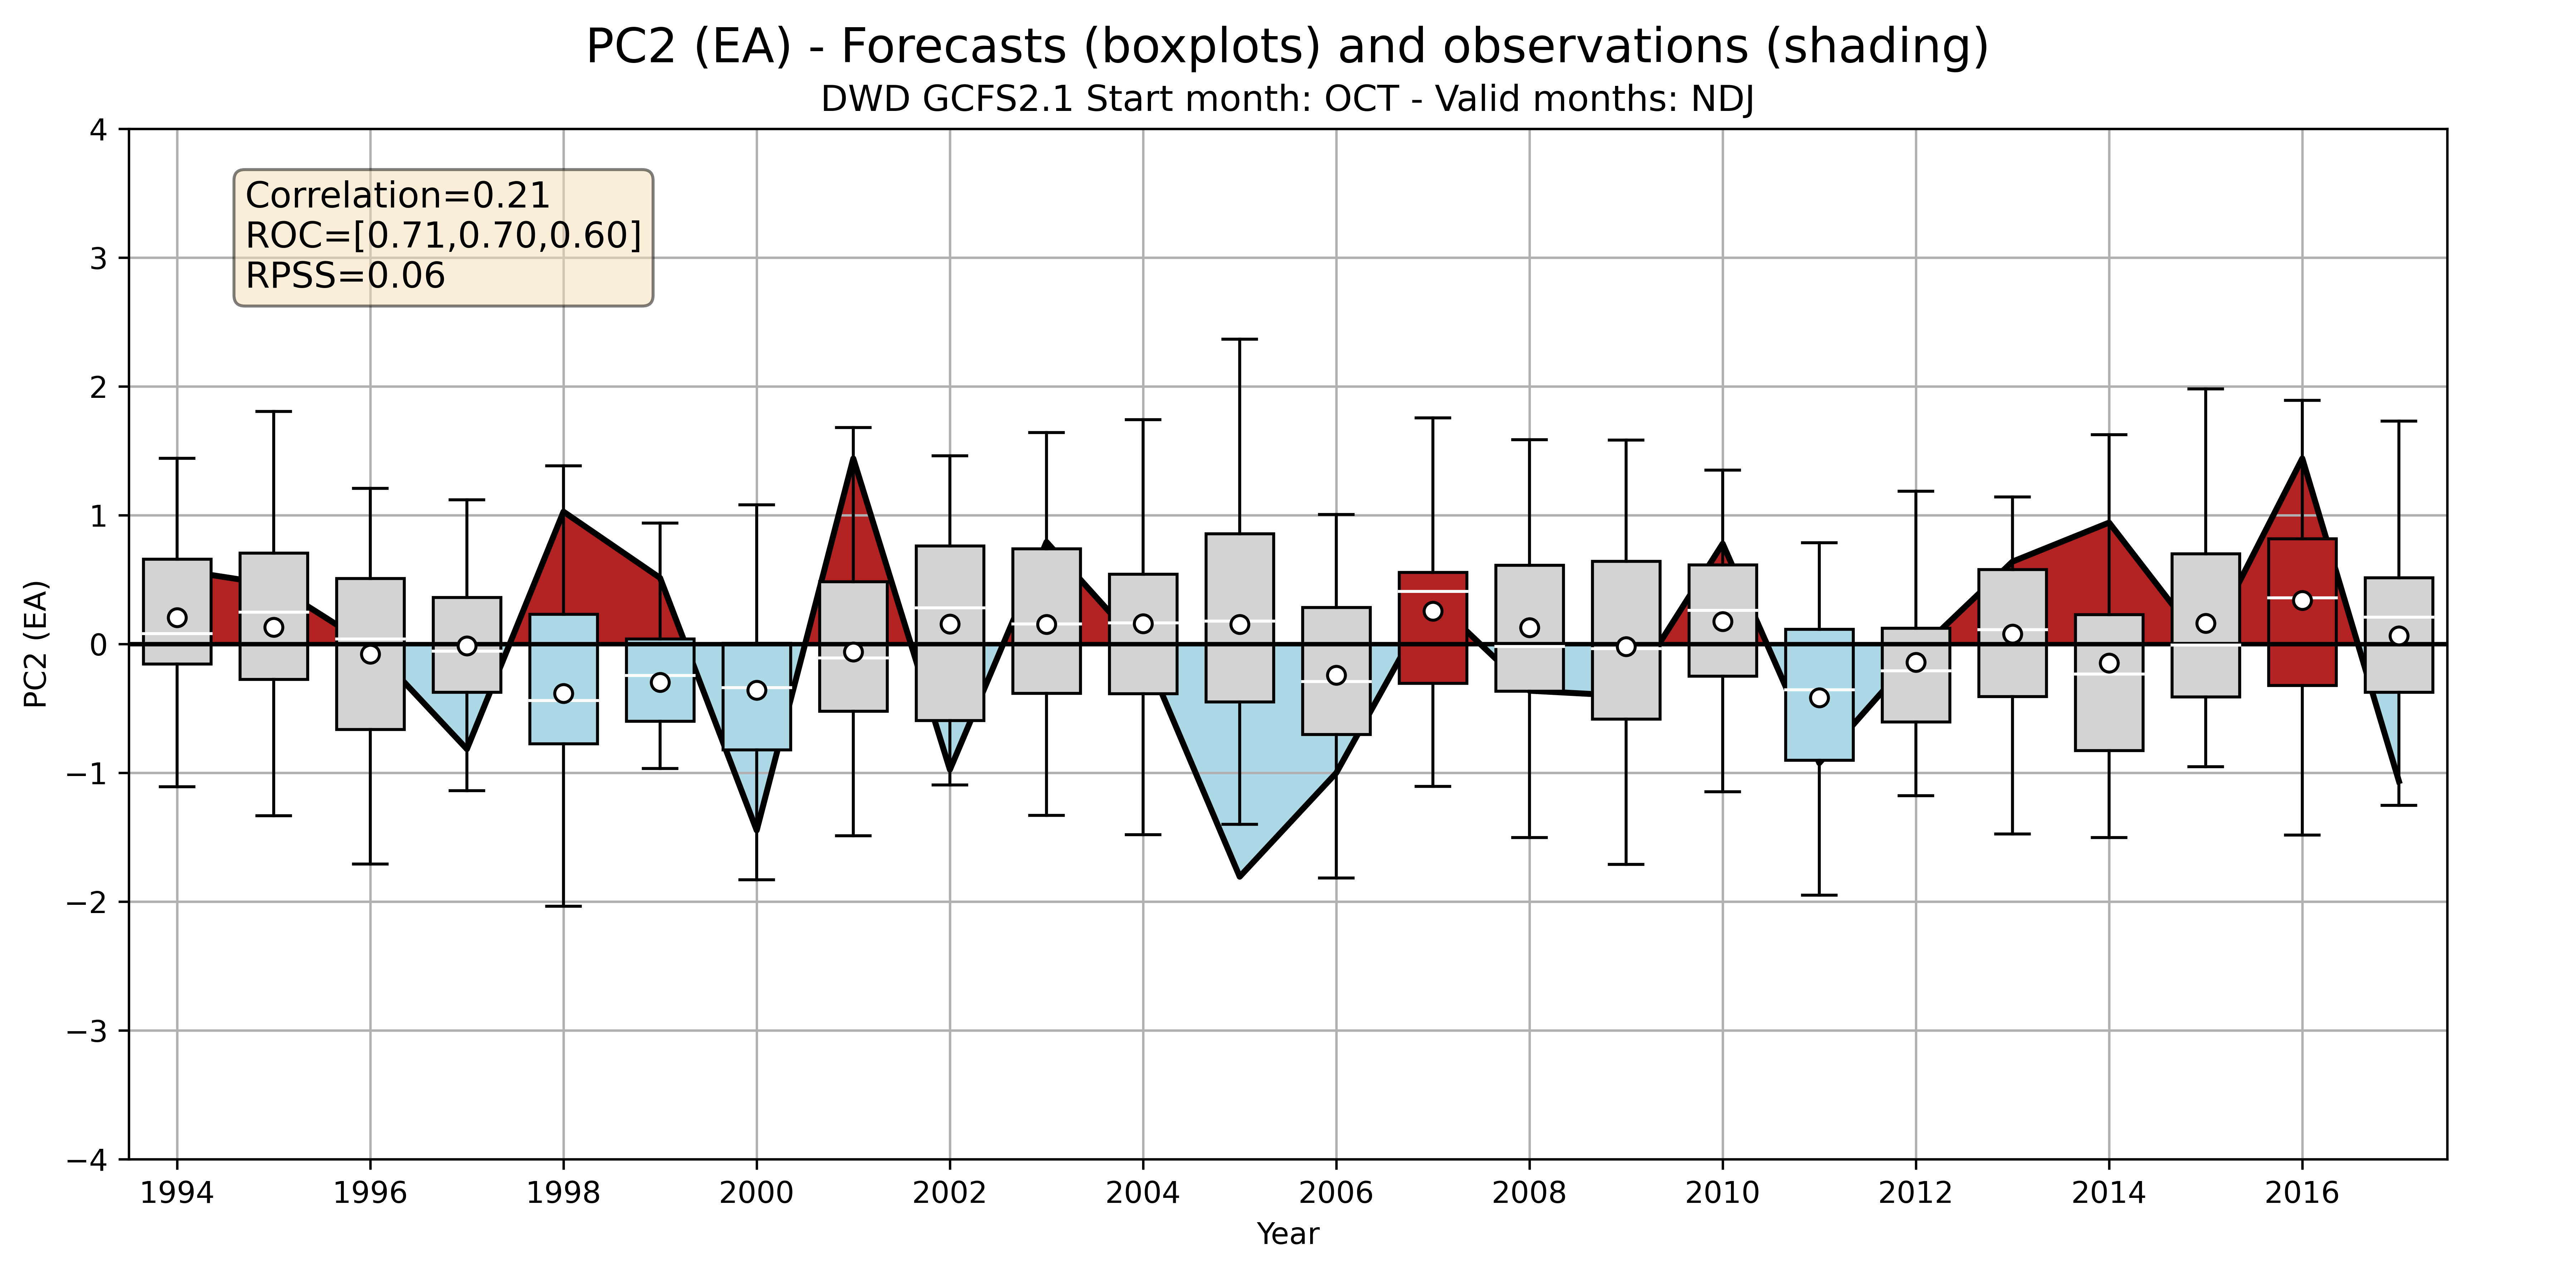 PC2 (EA) - Forecasts (boxplots) and observations (shading)
DWD GCFS2.1 Start month: OCT - Valid months: NDJ
Correlation=0.21
ROC=[0.71,0.70,0.60]
RPSS=0.06
PC2 (EA)
4
3
2
1
0
−1
−2
−3
−4
1994 1996 1998 2000 2002 2004 2006 2008 2010 2012 2014 2016
Year